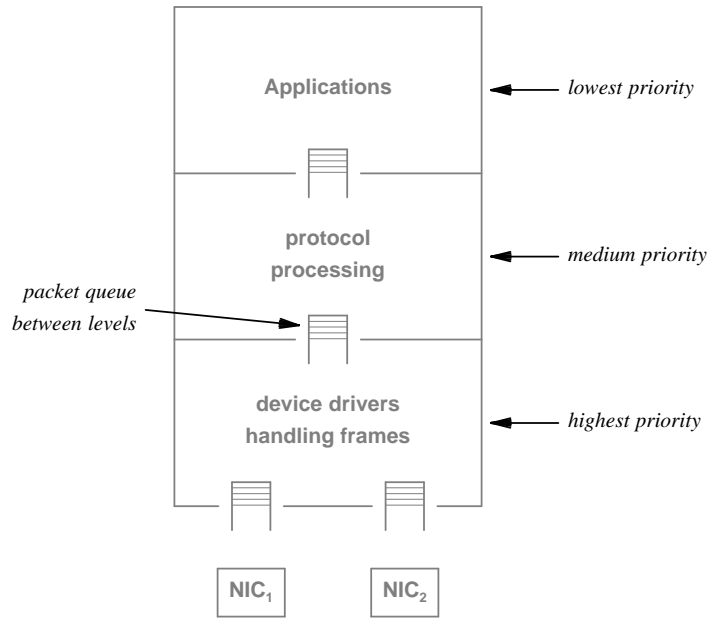 Applications
lowest priority
protocol
processing
medium priority
packet queue
between levels
device drivers
handling frames
highest priority
NIC1
NIC2